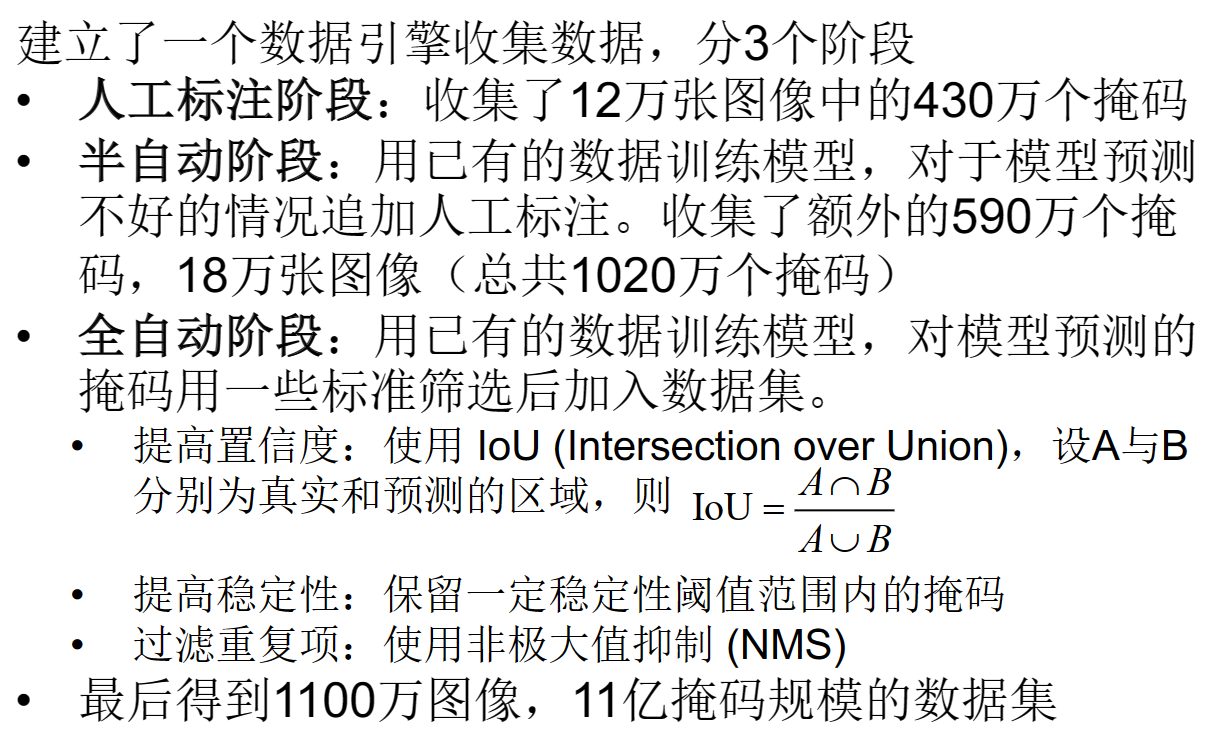 建立了一个数据引擎收集数据，分3个阶段
• 人工标注阶段：收集了12万张图像中的430万个掩码
• 半自动阶段：用已有的数据训练模型，对于模型预测
不好的情况追加人工标注。收集了额外的590万个掩
码，18万张图像（总共1020万个掩码）
• 全自动阶段：用已有的数据训练模型，对模型预测的
掩码用一些标准筛选后加入数据集。
• 提高置信度：使用 IoU (Intersection over Union)，设A与B
分别为真实和预测的区域，则 IoU = A∩B / A∪B
• 提高稳定性：保留一定稳定性阈值范围内的掩码
• 过滤重复项：使用非极大值抑制 (NMS)
• 最后得到1100万图像，11亿掩码规模的数据集